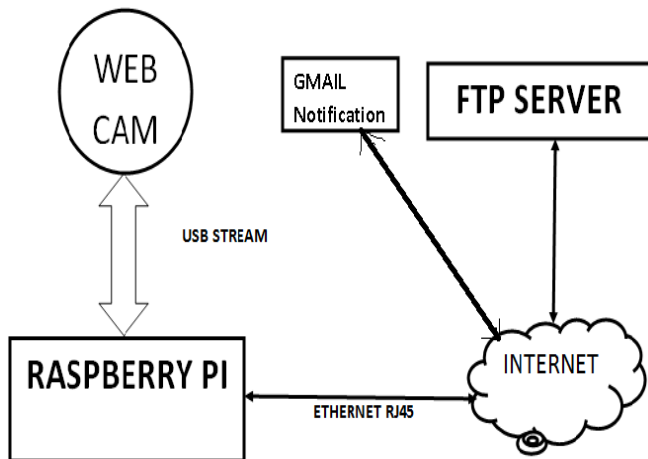 WEB
CAM
GMAIL
Notification
FTP SERVER
USB STREAM
RASPBERRY PI
INTERNET
ETHERNET RJ45